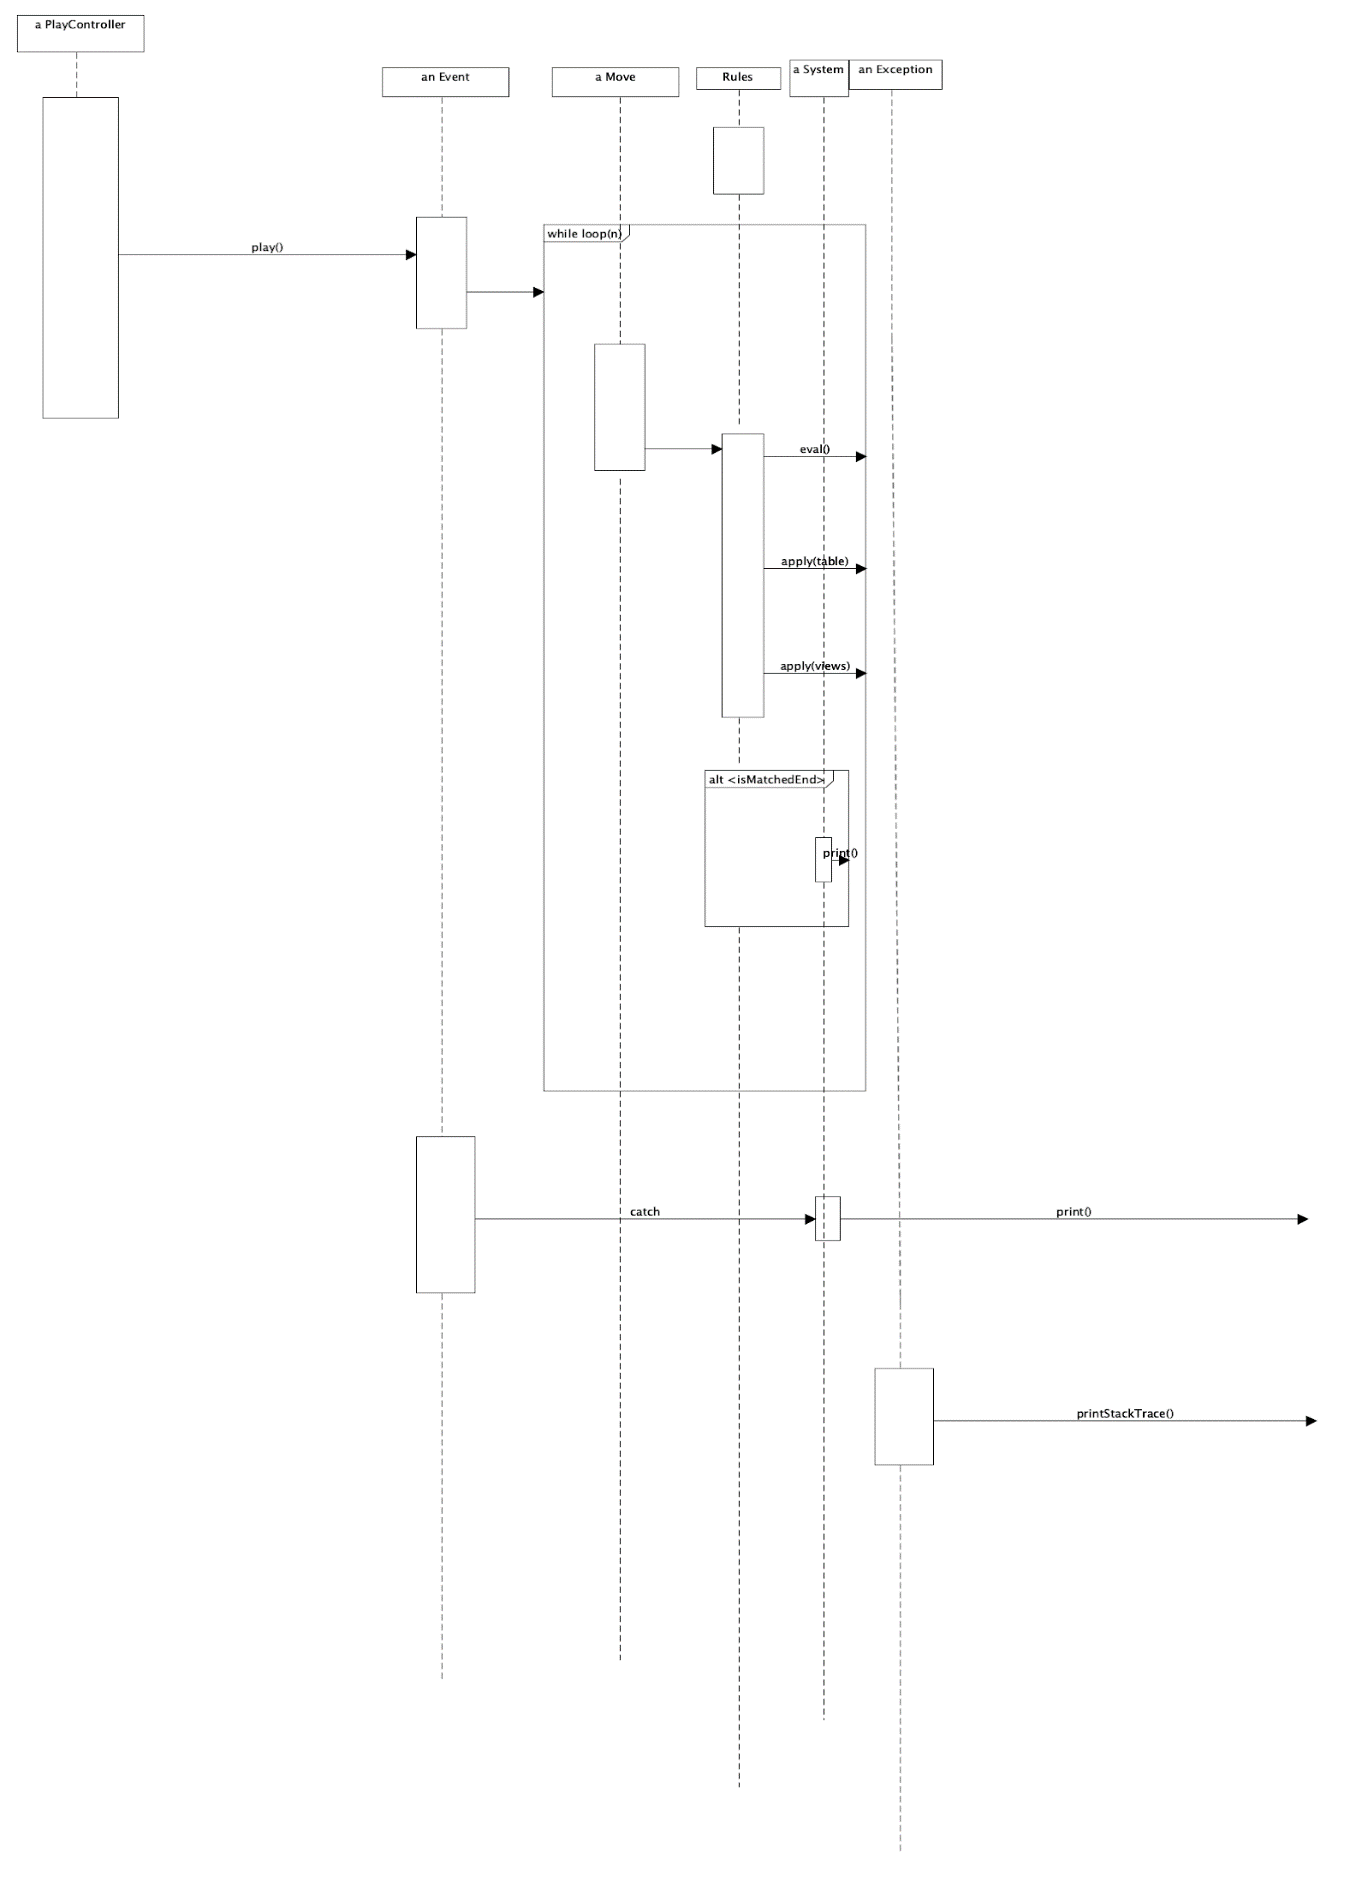 a PlayController
an Event
a Move
Rules
a System
an Exception
while loop(n)
play()
eval()
apply(table)
apply(views)
alt <isMatchedEnd>
print()
catch
print()
printStackTrace()